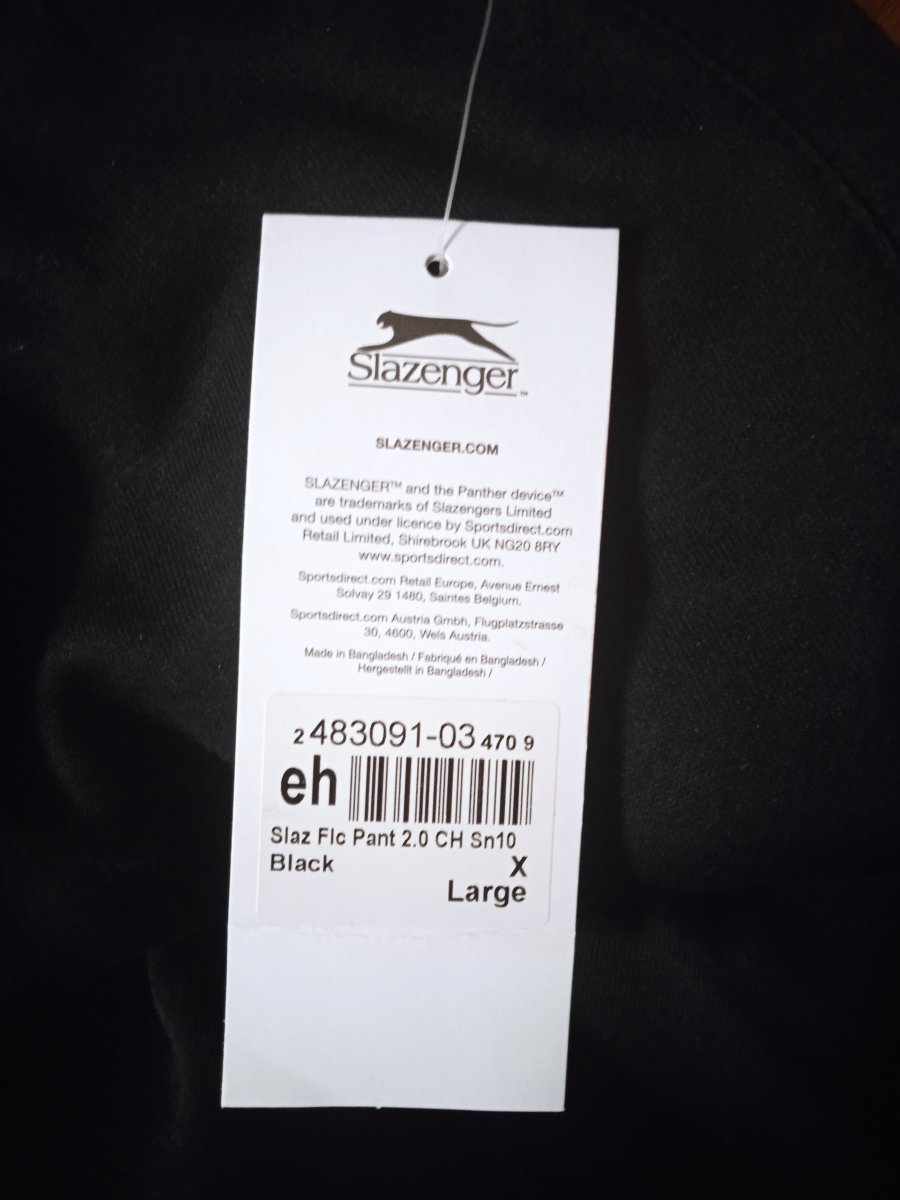 Slazenger™
SLAZENGER.COM
SLAZENGER™ and the Panther device™
are trademarks of Slazengers Limited
and used under licence by Sportsdirect.com
Retail Limited, Shirebrook UK NG20 8RY
www.sportsdirect.com.
Sportsdirect.com Retail Europe, Avenue Ernest
Solvay 29 1480, Saintes Belgium.
Sportsdirect.com Austria Gmbh, Flugplatzstrasse
30, 4600, Wels Austria.
Made in Bangladesh / Fabriqué en Bangladesh /
Hergestellt in Bangladesh /
2 483091-03 470 9
eh
Slaz Flc Pant 2.0 CH Sn10
Black X
Large